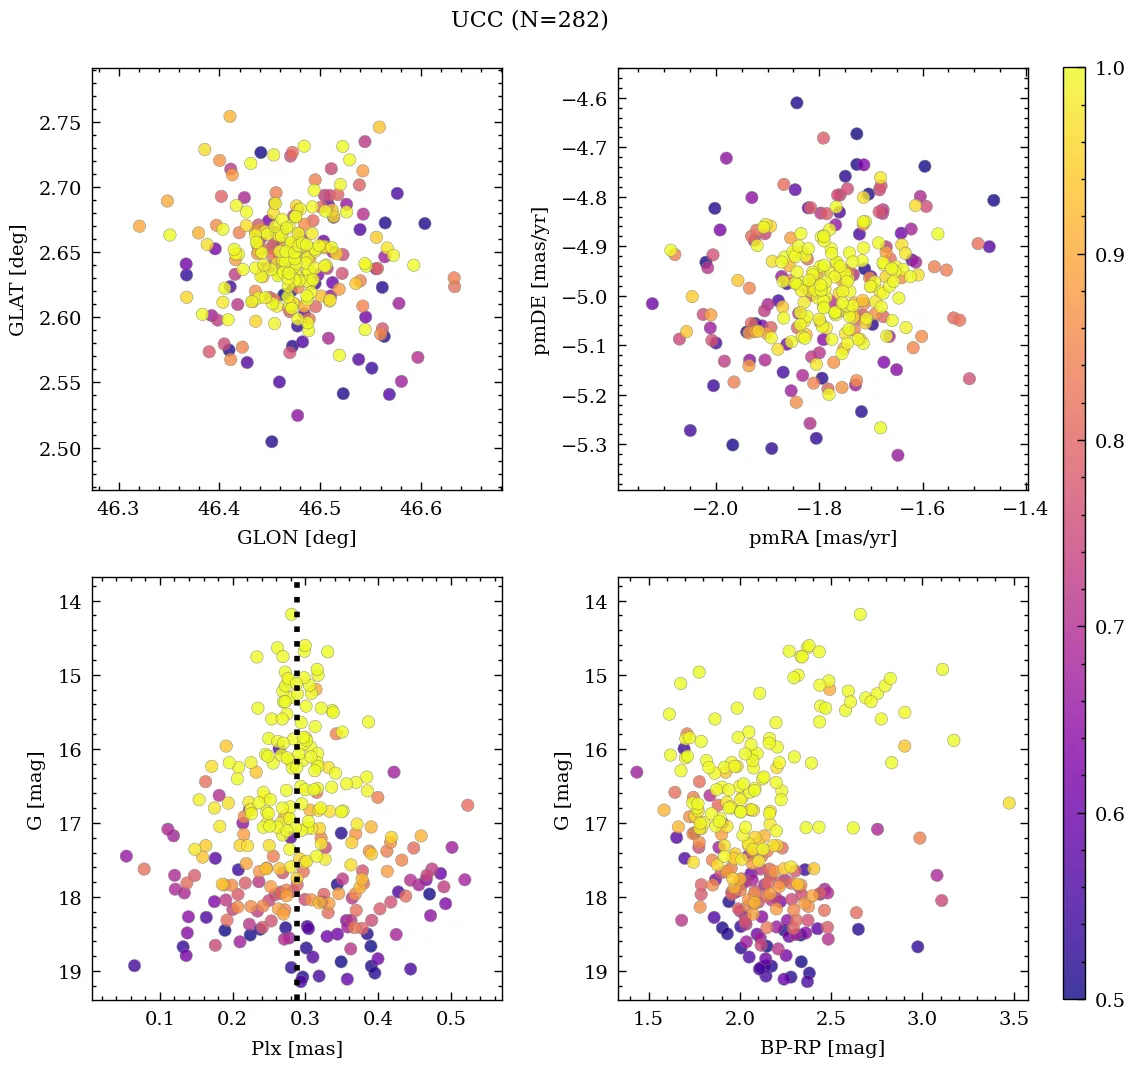 UCC (N=282)
2.75
2.70
2.65
2.60
2.55
2.50
GLAT [deg]
46.3 46.4 46.5 46.6
GLON [deg]
−4.6
−4.7
−4.8
−4.9
−5.0
−5.1
−5.2
−5.3
pmDE [mas/yr]
−2.0 −1.8 −1.6 −1.4
pmRA [mas/yr]
14
15
16
17
18
19
G [mag]
0.1 0.2 0.3 0.4 0.5
Plx [mas]
14
15
16
17
18
19
G [mag]
1.5 2.0 2.5 3.0 3.5
BP-RP [mag]
1.0
0.9
0.8
0.7
0.6
0.5